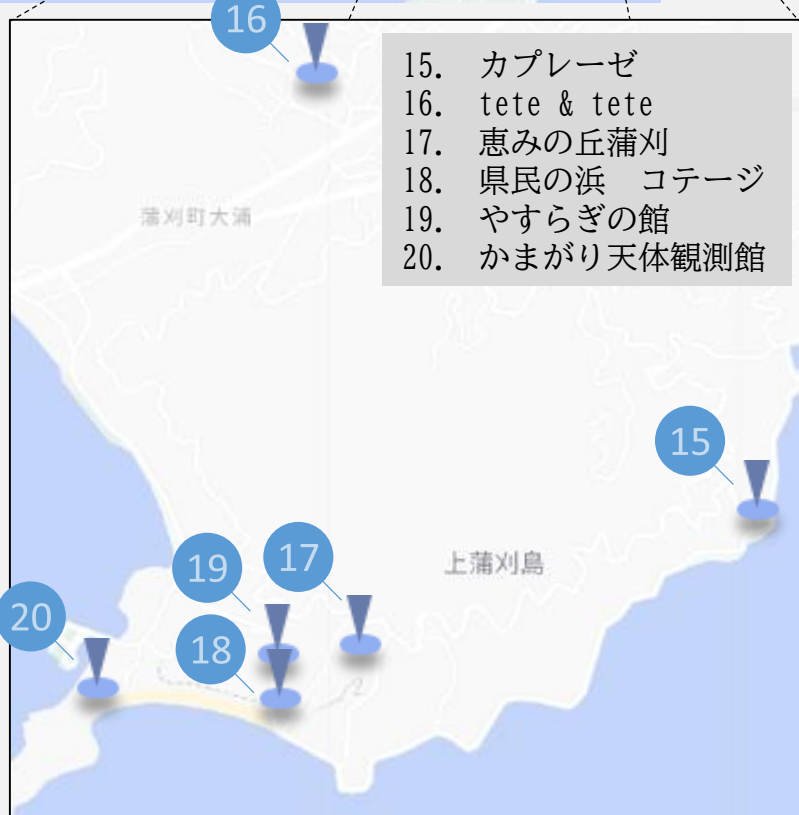 16
15. カプレーゼ
16. tete & tete
17. 恵みの丘蒲刈
18. 県民の浜　コテージ
19. やすらぎの館
20. かまがり天体観測館
蒲刈町大浦
15
上蒲刈島
17
19
20
18